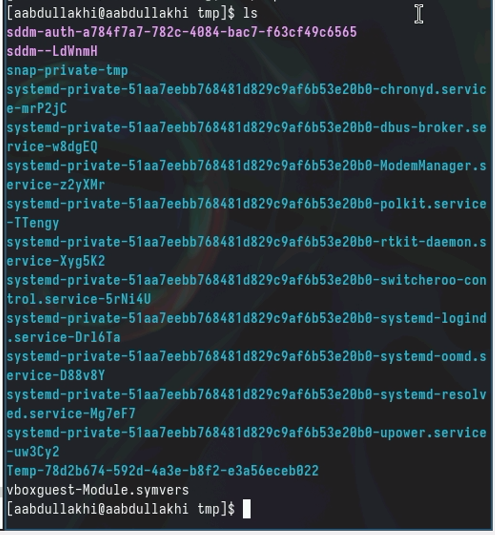 [aabdullakhi@aabdullakhi tmp]$ ls
sddm-auth-a784f7a7-782c-4084-bac7-f63cf49c6565
sddm--LdWnmH
snap-private-tmp
systemd-private-51aa7eebb768481d829c9af6b53e20b0-chronyd.servic
e-mrP2jC
systemd-private-51aa7eebb768481d829c9af6b53e20b0-dbus-broker.se
rvice-w8dgEQ
systemd-private-51aa7eebb768481d829c9af6b53e20b0-ModemManager.s
ervice-z2yXMr
systemd-private-51aa7eebb768481d829c9af6b53e20b0-polkit.service
-TTengy
systemd-private-51aa7eebb768481d829c9af6b53e20b0-rtkit-daemon.s
ervice-Xyg5K2
systemd-private-51aa7eebb768481d829c9af6b53e20b0-switcheroo-con
trol.service-5rNi4U
systemd-private-51aa7eebb768481d829c9af6b53e20b0-systemd-logind
.service-Drl6Ta
systemd-private-51aa7eebb768481d829c9af6b53e20b0-systemd-oomd.s
ervice-D88v8Y
systemd-private-51aa7eebb768481d829c9af6b53e20b0-systemd-resolv
ed.service-Mg7eF7
systemd-private-51aa7eebb768481d829c9af6b53e20b0-upower.service
-uw3Cy2
Temp-78d2b674-592d-4a3e-b8f2-e3a56eceb022
vboxguest-Module.symvers
[aabdullakhi@aabdullakhi tmp]$